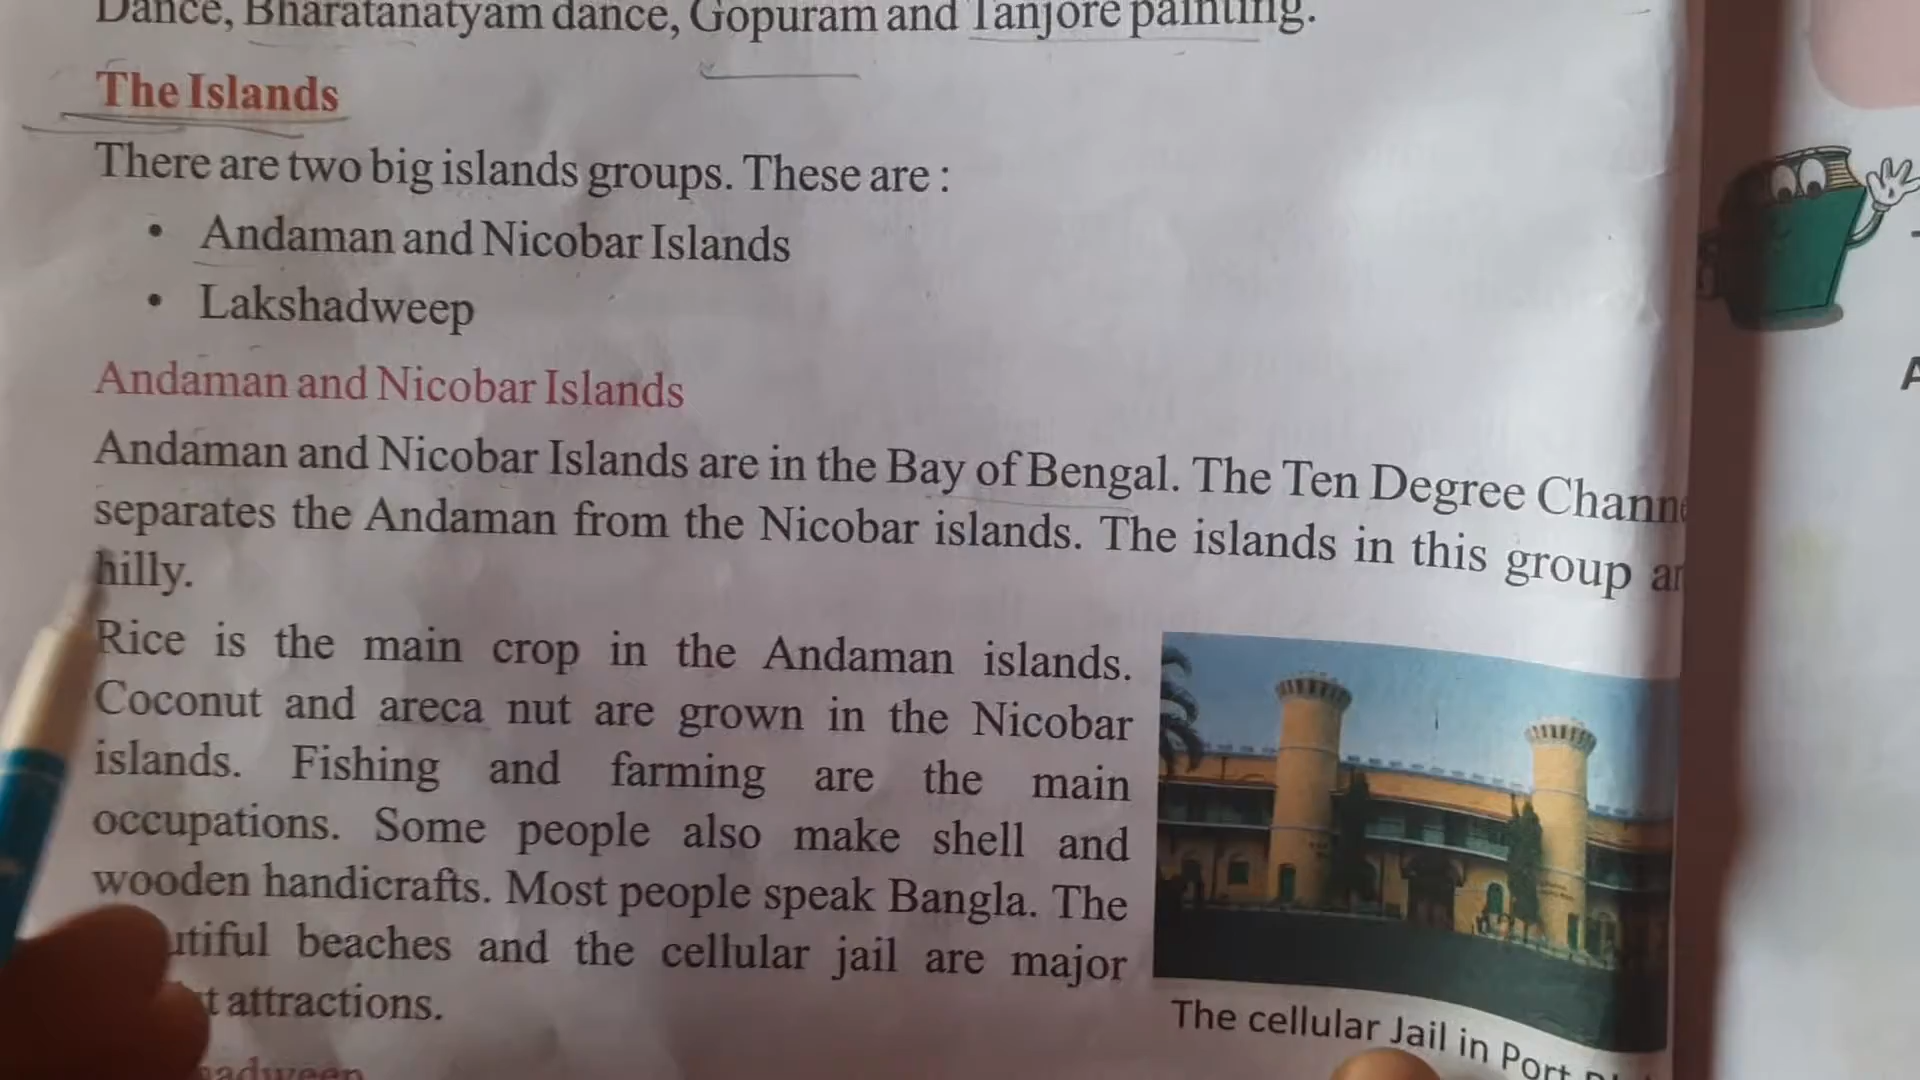 Dance, Bharatanatyam dance, Gopuram and Tanjore painting.
The Islands
There are two big islands groups. These are :
• Andaman and Nicobar Islands
• Lakshadweep
Andaman and Nicobar Islands
Andaman and Nicobar Islands are in the Bay of Bengal. The Ten Degree
separates the Andaman from the Nicobar islands. The islands in this group
hilly.
Rice is the main crop in the Andaman islands.
Coconut and areca nut are grown in the Nicobar
islands. Fishing and farming are the main
occupations. Some people also make shell and
wooden handicrafts. Most people speak Bangla. The
beaches and the cellular jail are major
attractions.
The cellular Jail in Port
A